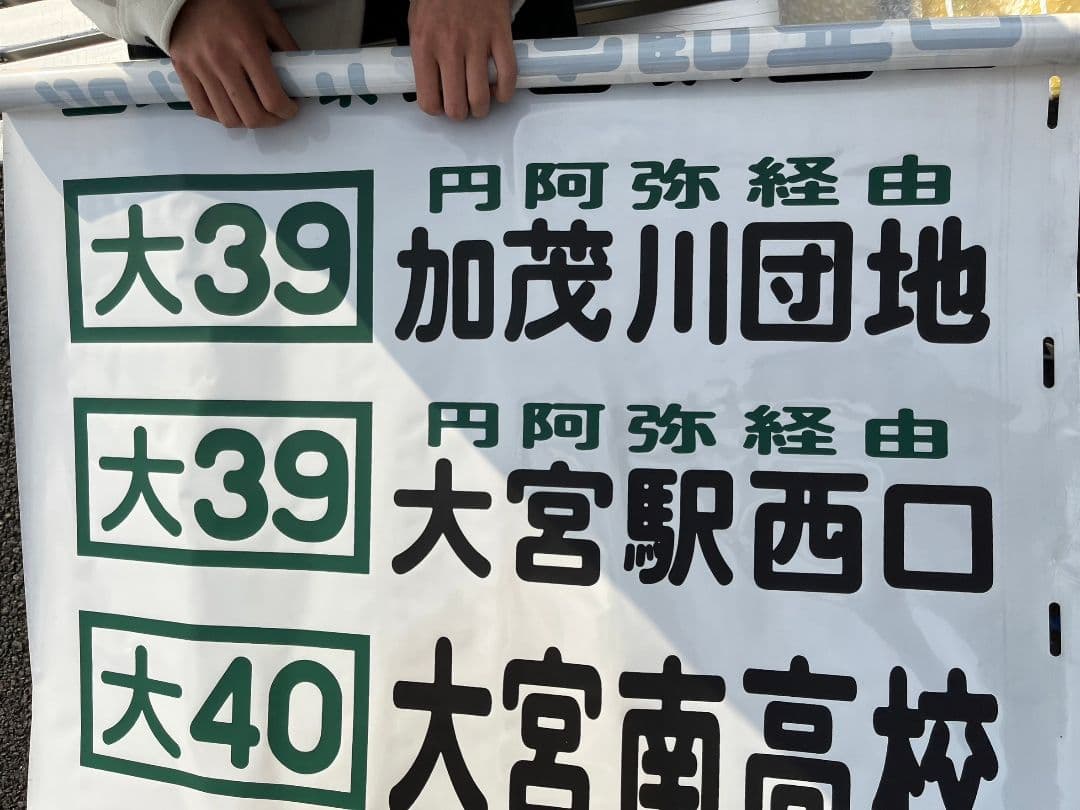 円阿弥経由
大39 加茂川団地
円阿弥経由
大39 大宮駅西口
大40 大宮南高校